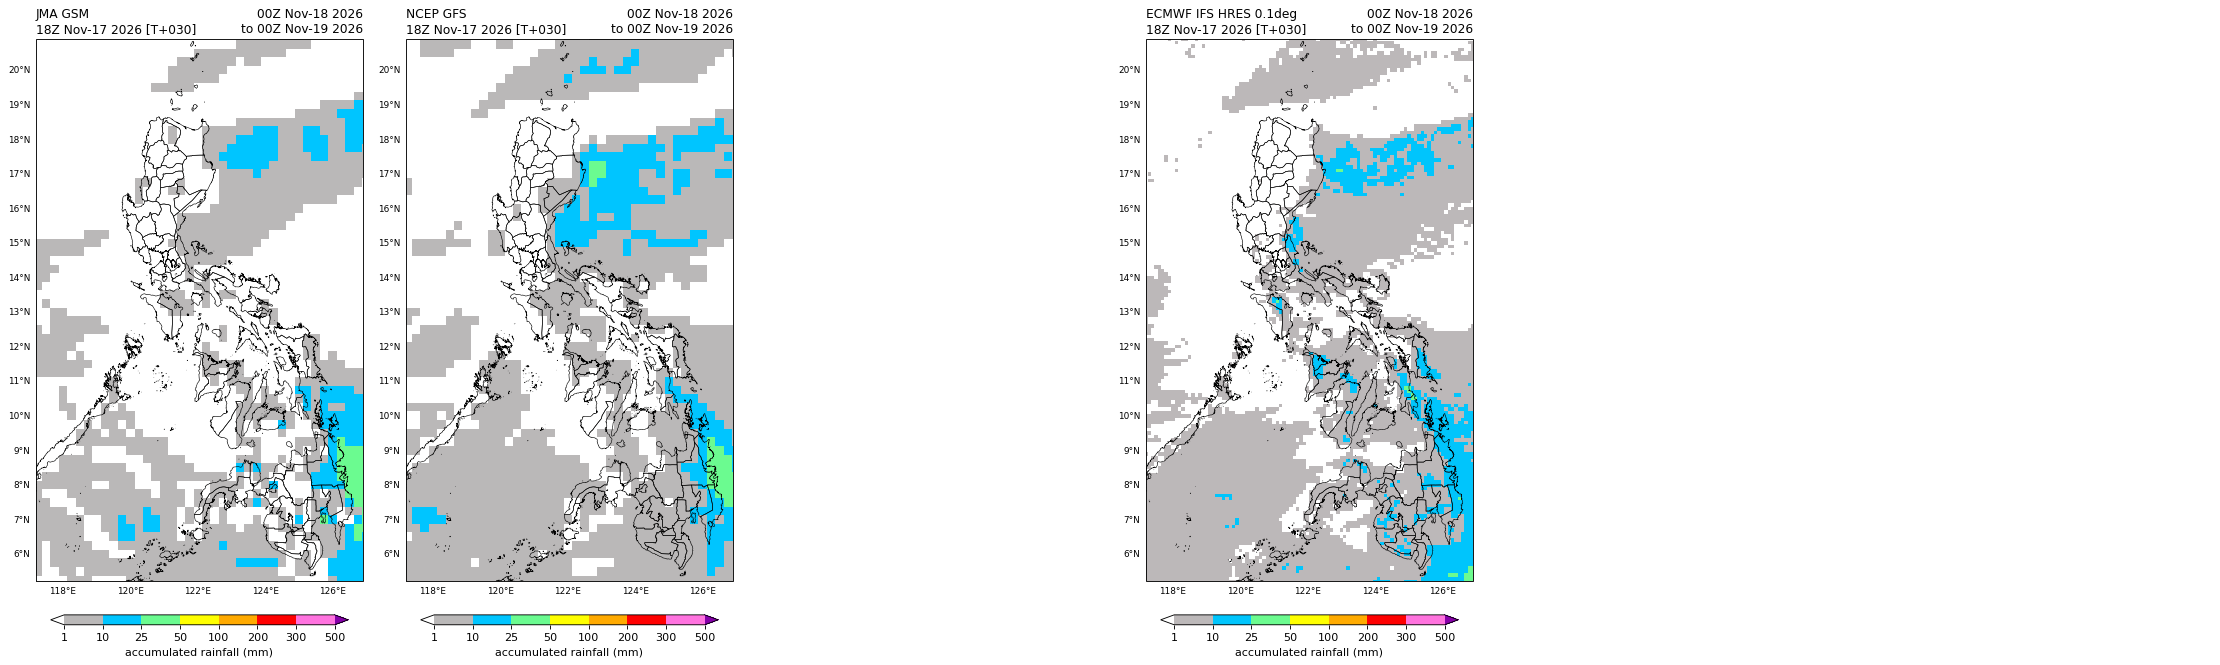 JMA GSM 00Z Nov-18 2026
18Z Nov-17 2026 [T+030] to 00Z Nov-19 2026
20°N
19°N
18°N
17°N
16°N
15°N
14°N
13°N
12°N
11°N
10°N
9°N
8°N
7°N
6°N
118°E 120°E 122°E 124°E 126°E
1 10 25 50 100 200 300 500
accumulated rainfall (mm)
NCEP GFS 00Z Nov-18 2026
18Z Nov-17 2026 [T+030] to 00Z Nov-19 2026
20°N
19°N
18°N
17°N
16°N
15°N
14°N
13°N
12°N
11°N
10°N
9°N
8°N
7°N
6°N
118°E 120°E 122°E 124°E 126°E
1 10 25 50 100 200 300 500
accumulated rainfall (mm)
ECMWF IFS HRES 0.1deg 00Z Nov-18 2026
18Z Nov-17 2026 [T+030] to 00Z Nov-19 2026
20°N
19°N
18°N
17°N
16°N
15°N
14°N
13°N
12°N
11°N
10°N
9°N
8°N
7°N
6°N
118°E 120°E 122°E 124°E 126°E
1 10 25 50 100 200 300 500
accumulated rainfall (mm)